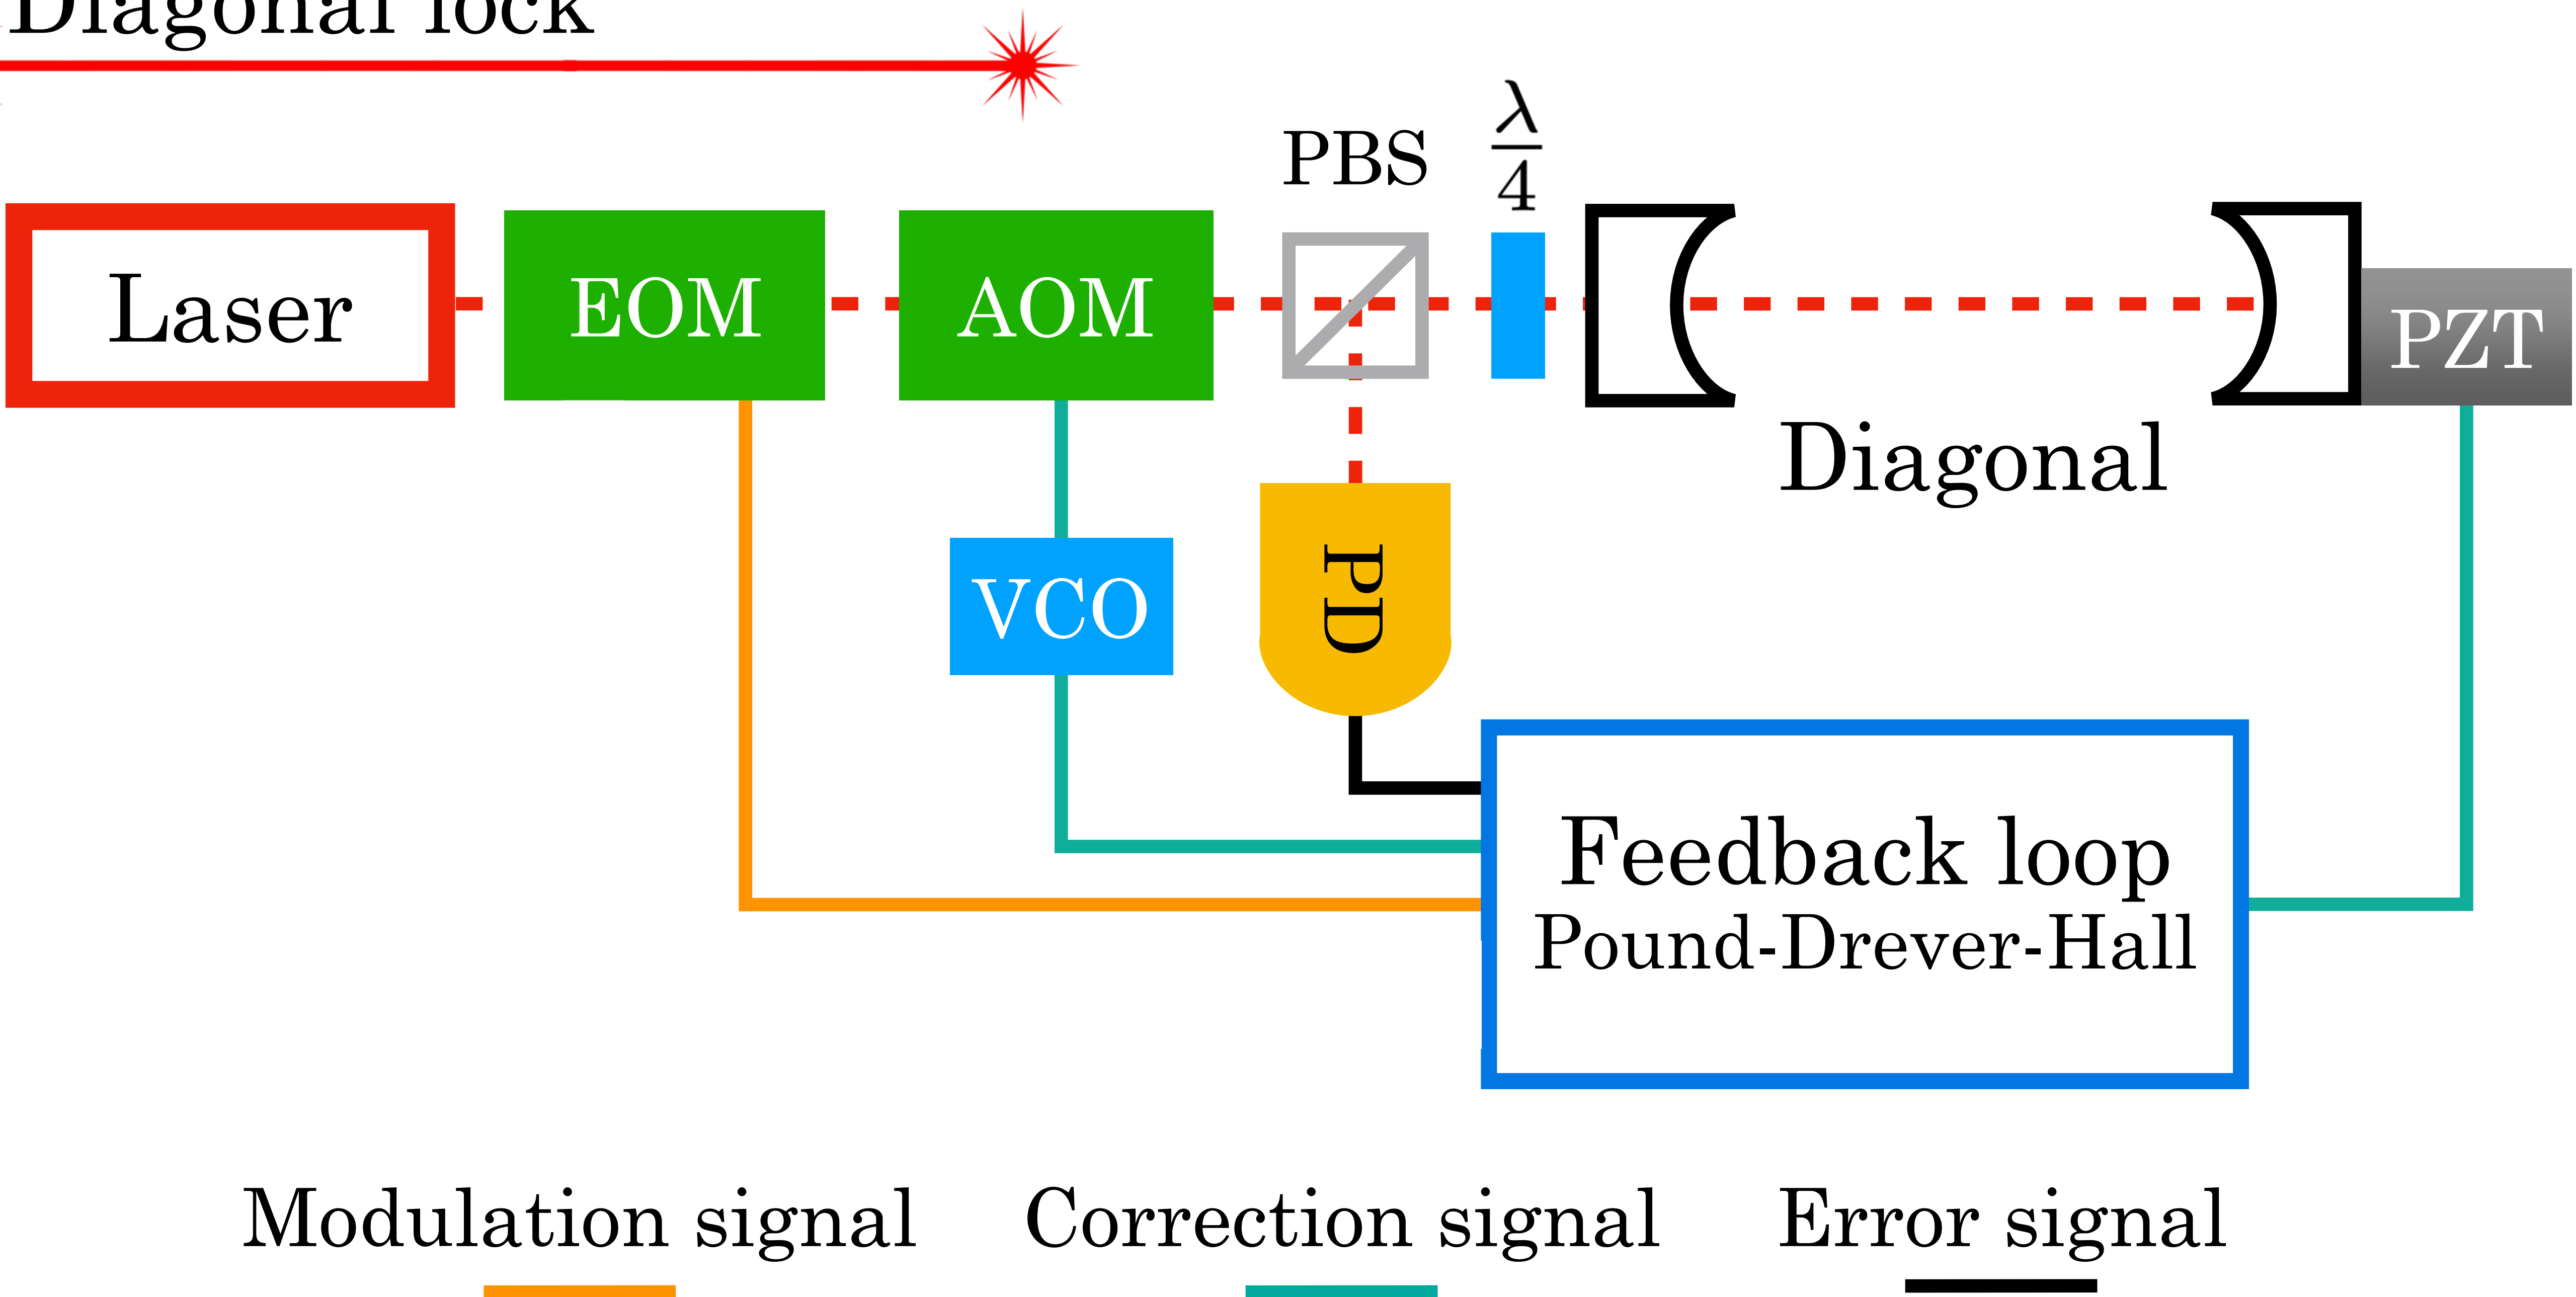 Diagonal lock
PBS
λ
4
Laser
EOM
AOM
PZT
Diagonal
VCO
PD
Feedback loop
Pound-Drever-Hall
Modulation signal
Correction signal
Error signal